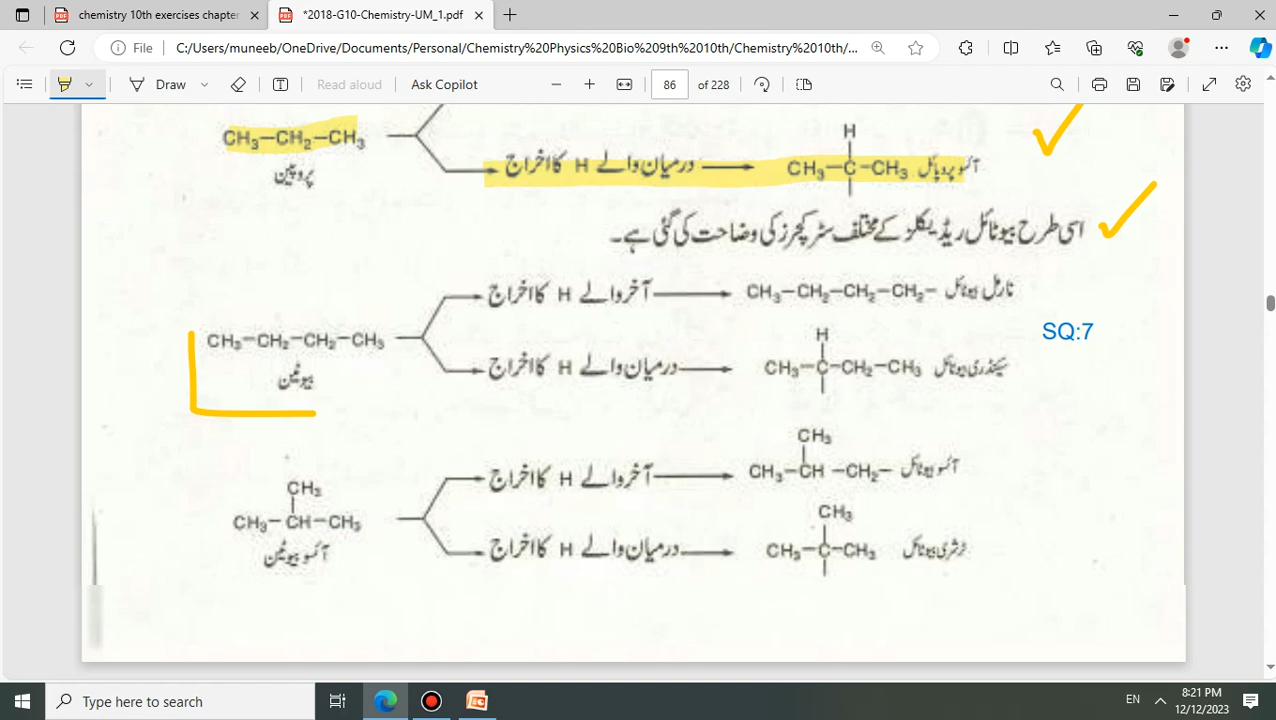 chemistry 10th exercises chapter
*2018-G10-Chemistry-UM_1.pdf
File C:/Users/muneeb/OneDrive/Documents/Personal/Chemistry%20Physics%20Bio%209th%2010th/Chemistry%2010th/...
Draw Read aloud Ask Copilot 86 of 228
H
CH₃—CH₂—CH₃ درمیان والے H کا اخراج CH₃—C—CH₃ آئسو پروپائل
پروپین
اسی طرح بیوٹائل ریڈیکلز کے مختلف سٹرکچرز کی وضاحت کی گئی ہے۔
آخر والے H کا اخراج CH₃—CH₂—CH₂—CH₂— نارمل بیوٹائل
SQ:7
H
CH₃—CH₂—CH₂—CH₃
درمیان والے H کا اخراج CH₃—C—CH₂—CH₃ سیکنڈری بیوٹائل
بیوٹین
CH₃
آخر والے H کا اخراج CH₃—CH—CH₂— آئسو بیوٹائل
CH₃
CH₃
CH₃—CH—CH₃
درمیان والے H کا اخراج CH₃—C—CH₃ ٹرشری بیوٹائل
آئسو بیوٹین
Type here to search
EN
8:21 PM
12/12/2023